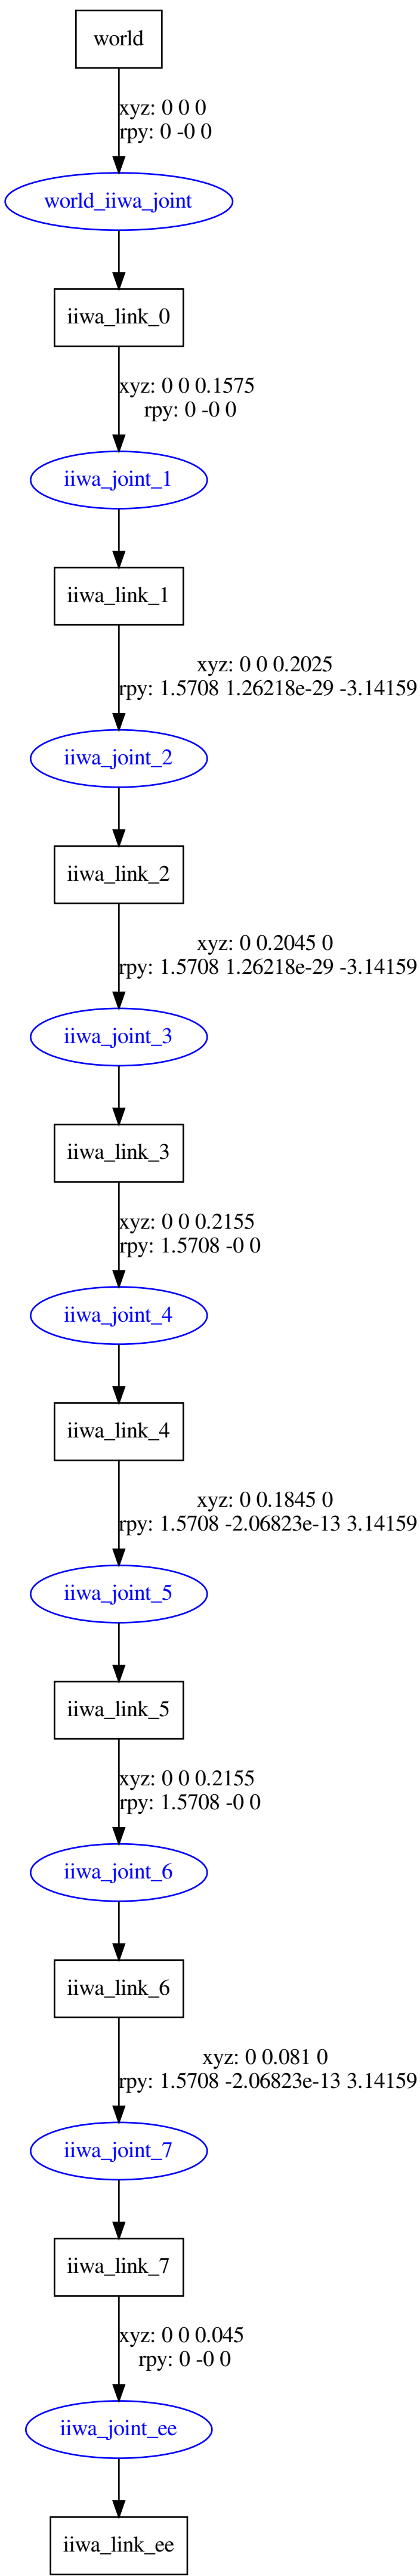 world
xyz: 0 0 0
rpy: 0 -0 0
world_iiwa_joint
iiwa_link_0
xyz: 0 0 0.1575
rpy: 0 -0 0
iiwa_joint_1
iiwa_link_1
xyz: 0 0 0.2025
rpy: 1.5708 1.26218e-29 -3.14159
iiwa_joint_2
iiwa_link_2
xyz: 0 0.2045 0
rpy: 1.5708 1.26218e-29 -3.14159
iiwa_joint_3
iiwa_link_3
xyz: 0 0 0.2155
rpy: 1.5708 -0 0
iiwa_joint_4
iiwa_link_4
xyz: 0 0.1845 0
rpy: 1.5708 -2.06823e-13 3.14159
iiwa_joint_5
iiwa_link_5
xyz: 0 0 0.2155
rpy: 1.5708 -0 0
iiwa_joint_6
iiwa_link_6
xyz: 0 0.081 0
rpy: 1.5708 -2.06823e-13 3.14159
iiwa_joint_7
iiwa_link_7
xyz: 0 0 0.045
rpy: 0 -0 0
iiwa_joint_ee
iiwa_link_ee